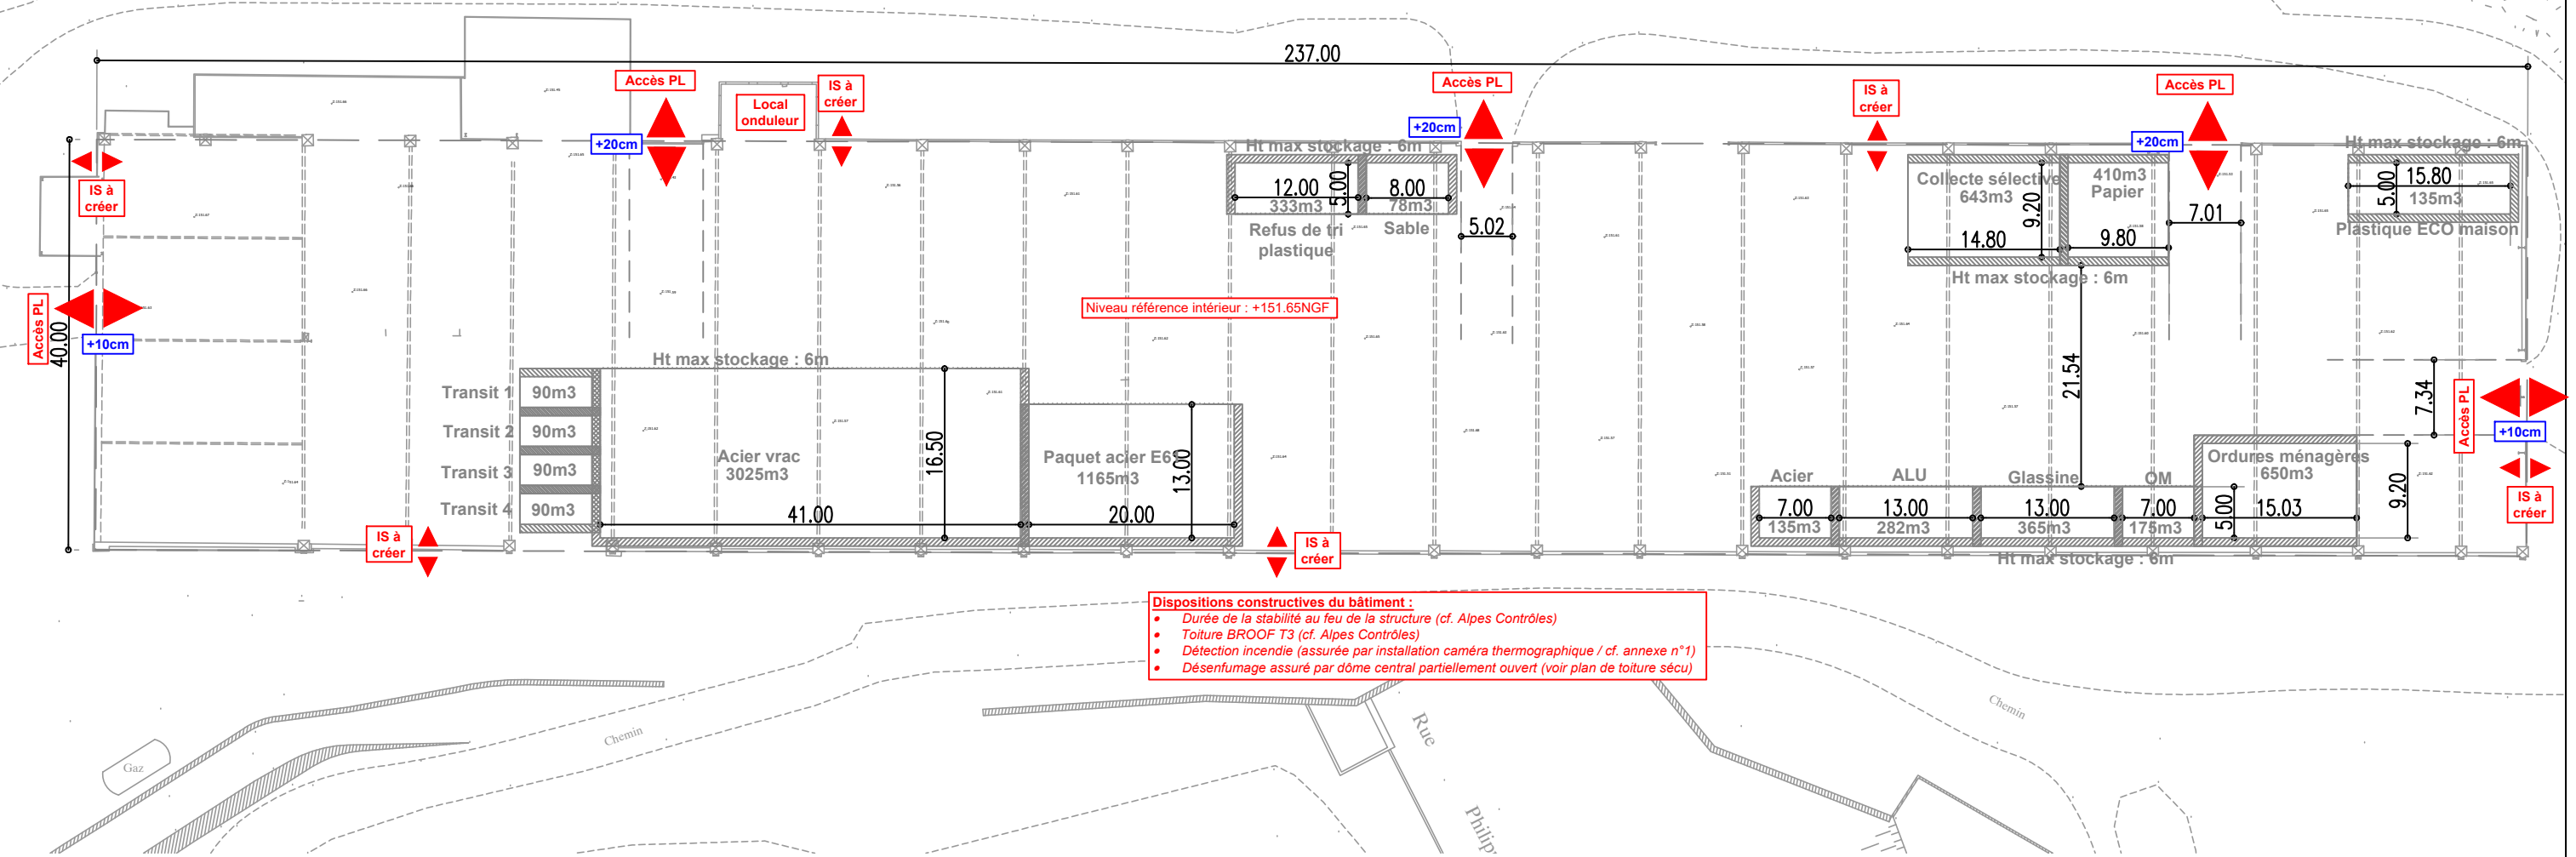 237.00
Accès PL
Local
onduleur
IS à
créer
Accès PL
IS à
créer
Accès PL
+20cm
+20cm
+20cm
Ht max stockage : 6m
Ht max stockage : 6m
IS à
créer
12.00
5.00
8.00
333m3
78m3
Refus de tri
plastique
Sable
5.02
Collecte sélective
643m3
9.20
14.80
410m3
Papier
9.80
7.01
Ht max stockage : 6m
5.00
15.80
135m3
Plastique ECO maison
Accès PL
40.00
+10cm
Niveau référence intérieur : +151.65NGF
21.54
7.34
Accès PL
+10cm
Ht max stockage : 6m
Transit 1
90m3
Transit 2
90m3
Transit 3
90m3
Transit 4
90m3
Acier vrac
3025m3
16.50
41.00
Paquet acier E6
1165m3
13.00
20.00
Acier
7.00
135m3
ALU
13.00
282m3
Glassine
13.00
365m3
OM
7.00
175m3
5.00
Ordures ménagères
650m3
15.03
9.20
IS à
créer
IS à
créer
IS à
créer
Ht max stockage : 6m
Dispositions constructives du bâtiment :
• Durée de la stabilité au feu de la structure (cf. Alpes Contrôles)
• Toiture BROOF T3 (cf. Alpes Contrôles)
• Détection incendie (assurée par installation caméra thermographique / cf. annexe n°1)
• Désenfumage assuré par dôme central partiellement ouvert (voir plan de toiture sécu)
Gaz
Chemin
Rue
Philip
Chemin